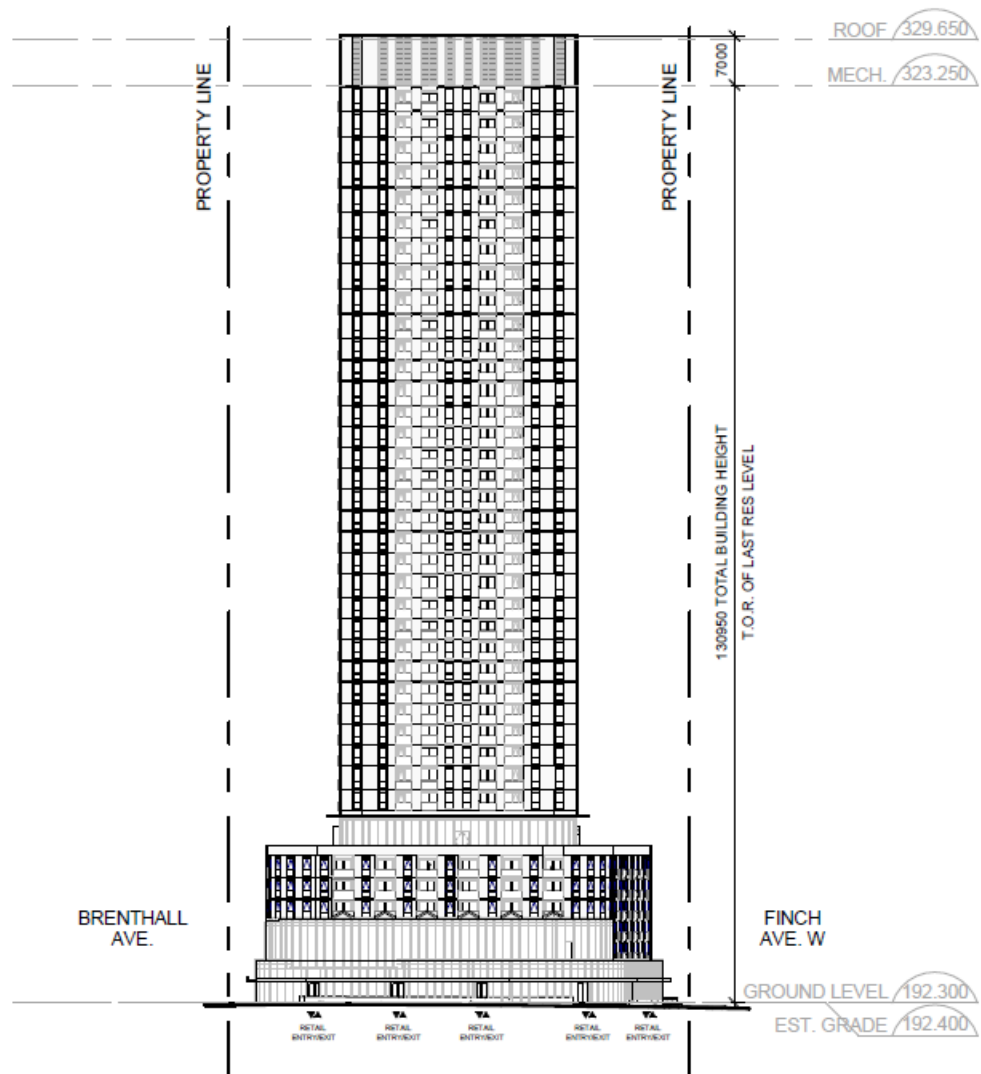 ROOF 329.650
7000
MECH. 323.250
PROPERTY LINE
PROPERTY LINE
130950 TOTAL BUILDING HEIGHT
T.O.R. OF LAST RES LEVEL
BRENTHALL
AVE.
FINCH
AVE. W
GROUND LEVEL 192.300
EST. GRADE 192.400
RETAIL
ENTRY/EXIT
RETAIL
ENTRY/EXIT
RETAIL
ENTRY/EXIT
RETAIL
ENTRY/EXIT
RETAIL
ENTRY/EXIT